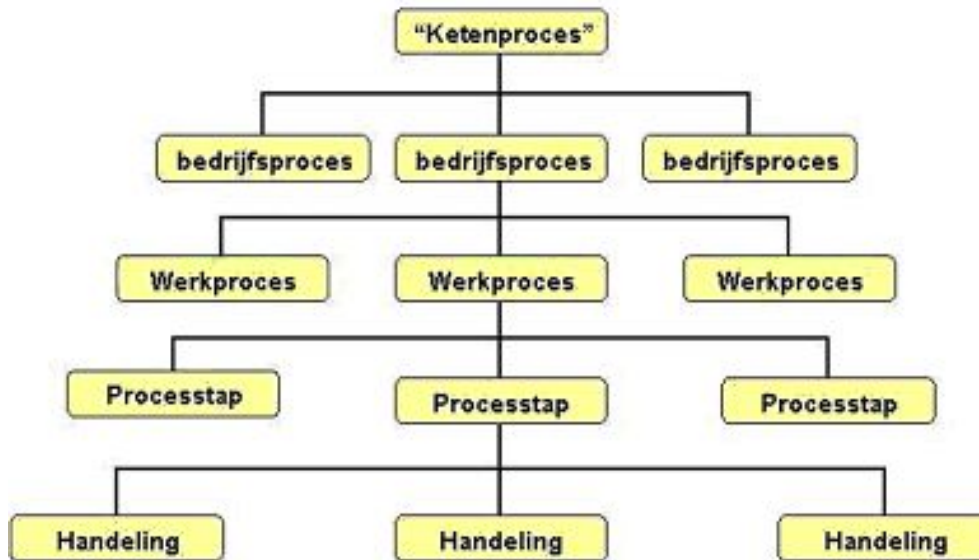 “Ketenproces”
bedrijfsproces bedrijfsproces bedrijfsproces
Werkproces Werkproces Werkproces
Processtap Processtap Processtap
Handeling Handeling Handeling